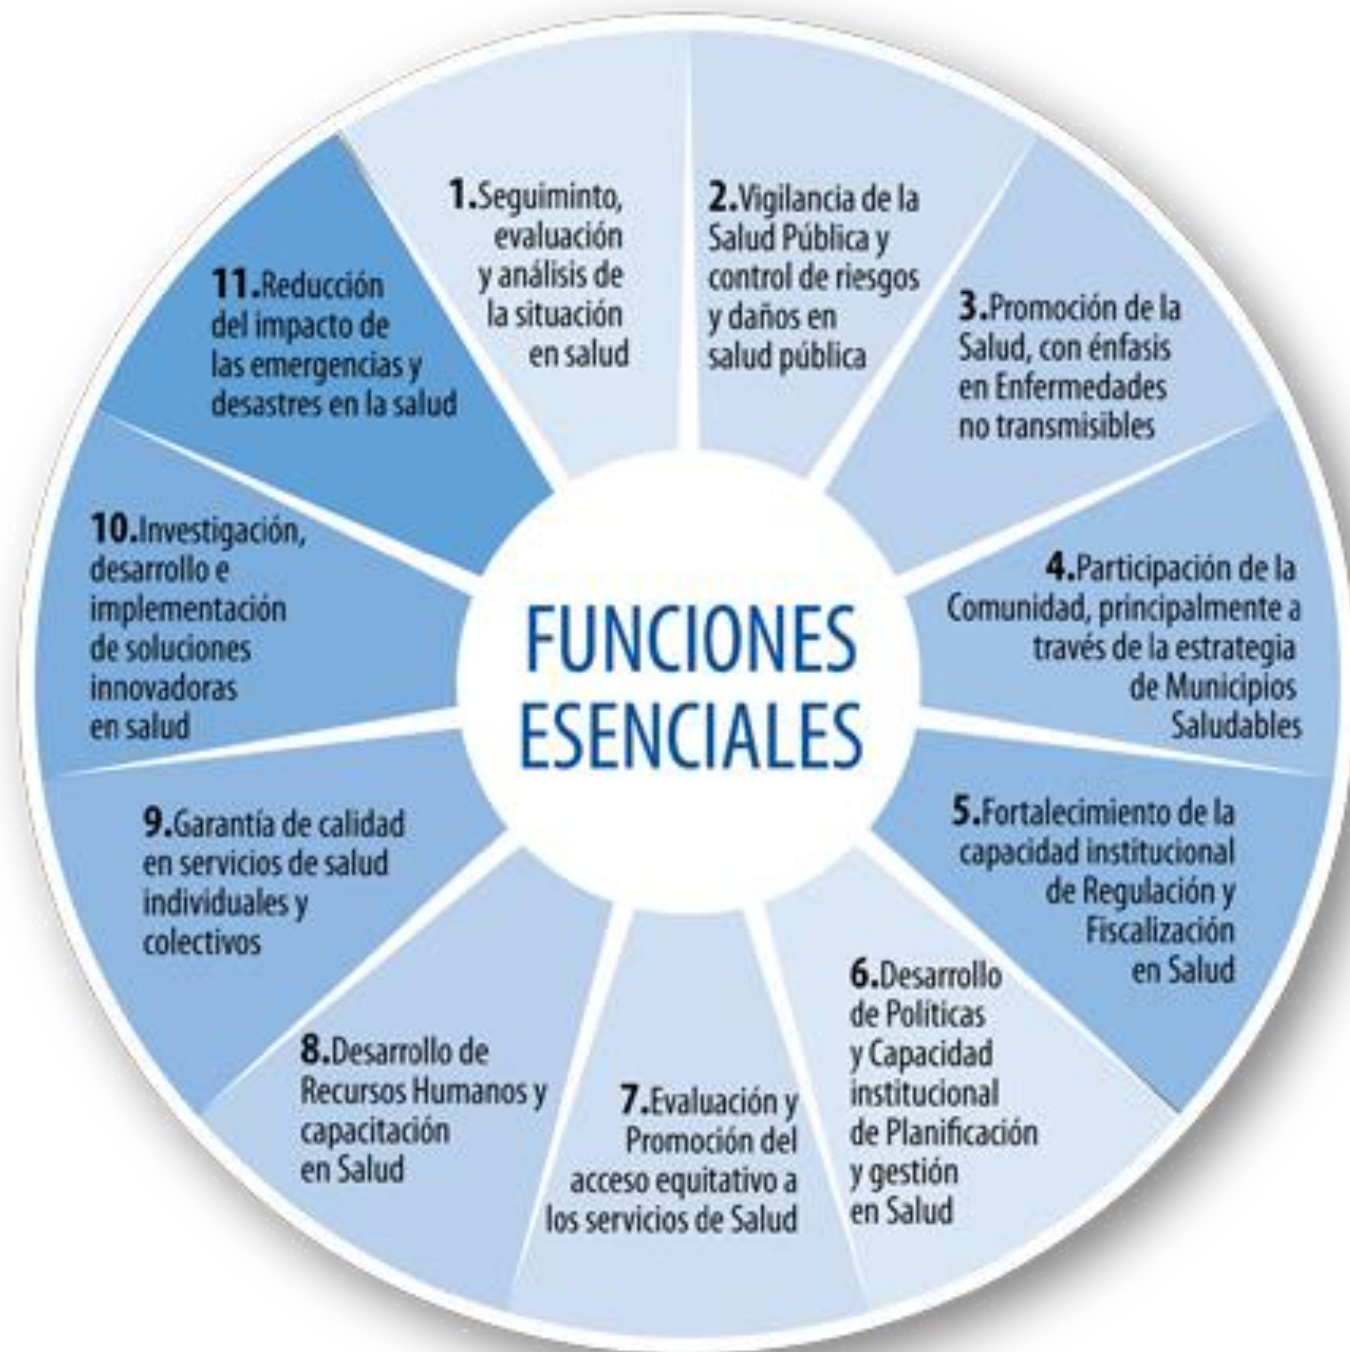 FUNCIONES
ESENCIALES
1.Seguiminto,
evaluación
y análisis de
la situación
en salud
2.Vigilancia de la
Salud Pública y
control de riesgos
y daños en
salud pública
3.Promoción de la
Salud, con énfasis
en Enfermedades
no transmisibles
4.Participación de la
Comunidad, principalmente a
través de la estrategia
de Municipios
Saludables
5.Fortalecimiento de la
capacidad institucional
de Regulación y
Fiscalización
en Salud
6.Desarrollo
de Políticas
y Capacidad
institucional
de Planificación
y gestión
en Salud
7.Evaluación y
Promoción del
acceso equitativo a
los servicios de Salud
8.Desarrollo de
Recursos Humanos y
capacitación
en Salud
9.Garantía de calidad
en servicios de salud
individuales y
colectivos
10.Investigación,
desarrollo e
implementación
de soluciones
innovadoras
en salud
11.Reducción
del impacto de
las emergencias y
desastres en la salud